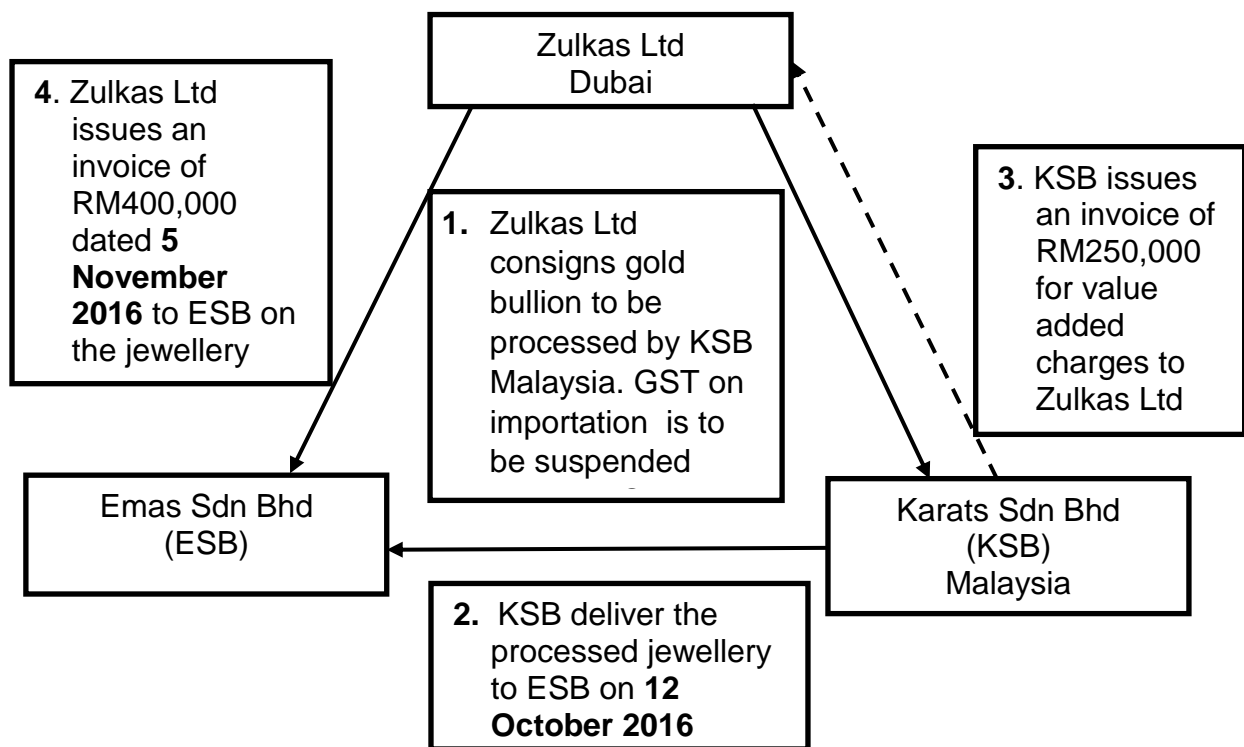 Zulkas Ltd
Dubai
4. Zulkas Ltd
issues an
invoice of
RM400,000
dated 5
November
2016 to ESB on
the jewellery
1. Zulkas Ltd
consigns gold
bullion to be
processed by KSB
Malaysia. GST on
importation is to
be suspended
3. KSB issues
an invoice of
RM250,000
for value
added
charges to
Zulkas Ltd
Emas Sdn Bhd
(ESB)
Karats Sdn Bhd
(KSB)
Malaysia
2. KSB deliver the
processed jewellery
to ESB on 12
October 2016